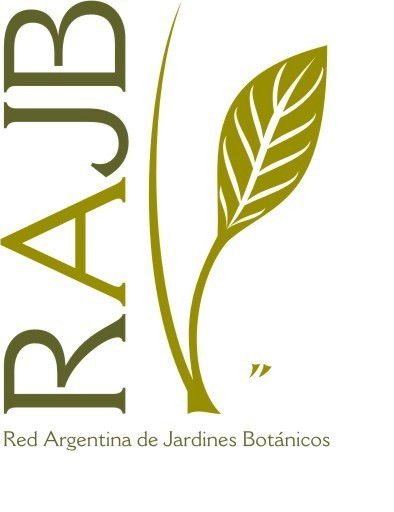 RAJB
”
Red Argentina de Jardines Botánicos